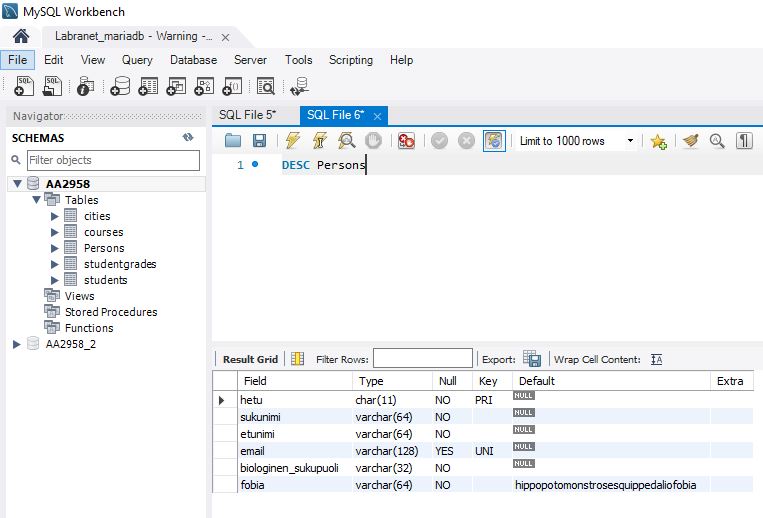 MySQL Workbench
Labranet_mariadb - Warning -...
File Edit View Query Database Server Tools Scripting Help
SQL SQL
Navigator
SCHEMAS
Filter objects
AA2958
Tables
cities
courses
Persons
studentgrades
students
Views
Stored Procedures
Functions
AA2958_2
SQL File 5* SQL File 6*
Limit to 1000 rows
1 DESC Persons
Result Grid Filter Rows: Export: Wrap Cell Content: IA
Field Type Null Key Default Extra
hetu char(11) NO PRI NULL
sukunimi varchar(64) NO NULL
etunimi varchar(64) NO NULL
email varchar(128) YES UNI NULL
biologinen_sukupuoli varchar(32) NO NULL
fobia varchar(64) NO hippopotomonstrosesquippedaliofobia